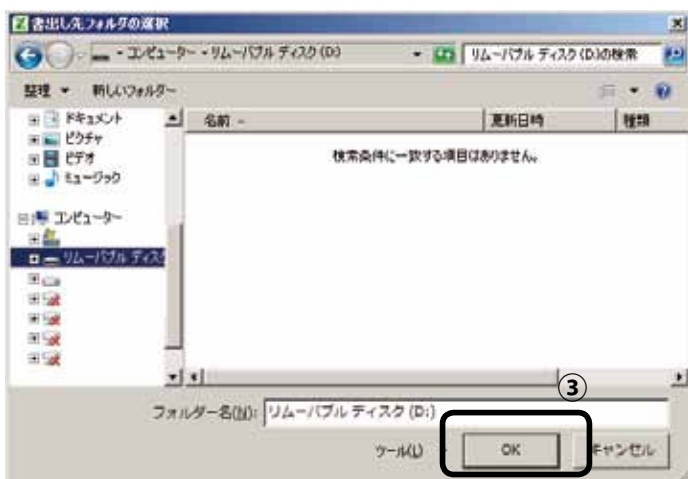 書出し先フォルダの選択
コンピューター リムーバブル ディスク (D:)
リムーバブル ディスク (D:)の検索
整理 新しいフォルダー
ドキュメント
ピクチャ
ビデオ
ミュージック
コンピューター
リムーバブル ディスク
名前 更新日時 種類
検索条件に一致する項目はありません。
③
フォルダー名(N): リムーバブル ディスク (D:)
ツール(L) OK キャンセル